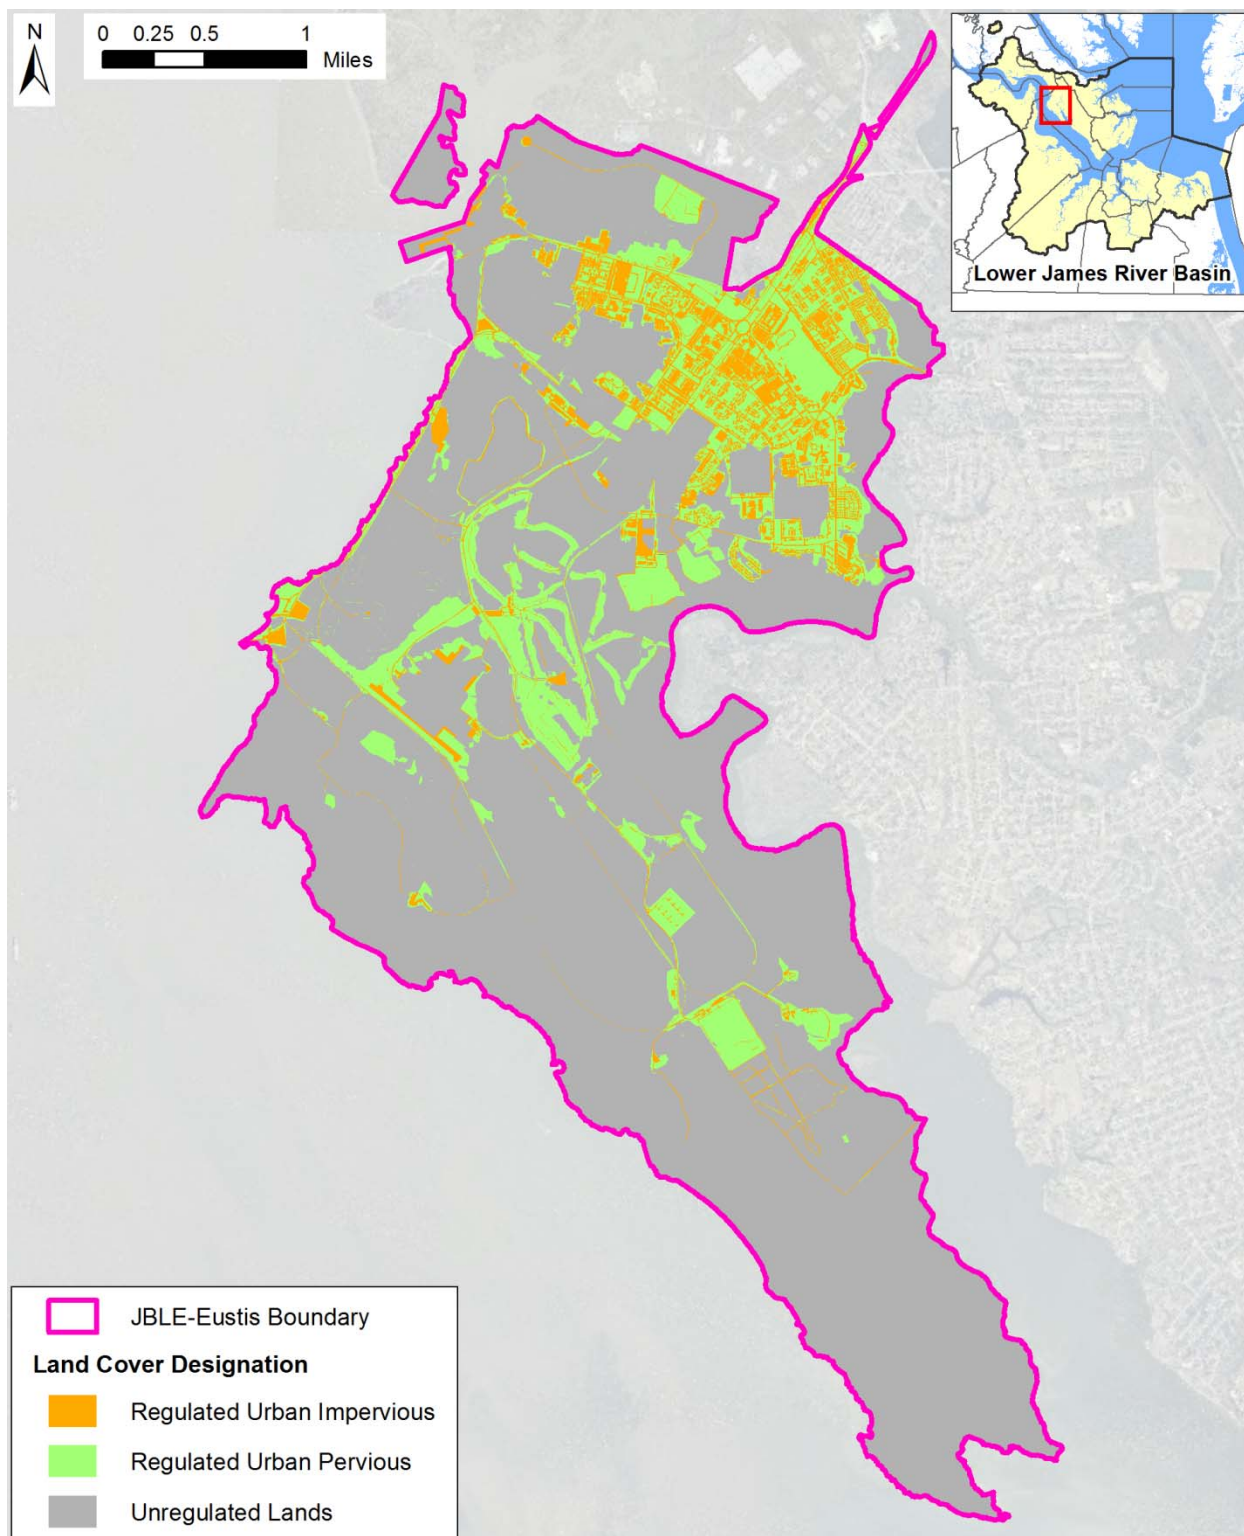 N
0 0.25 0.5 1
Miles
Lower James River Basin
JBLE-Eustis Boundary
Land Cover Designation
Regulated Urban Impervious
Regulated Urban Pervious
Unregulated Lands